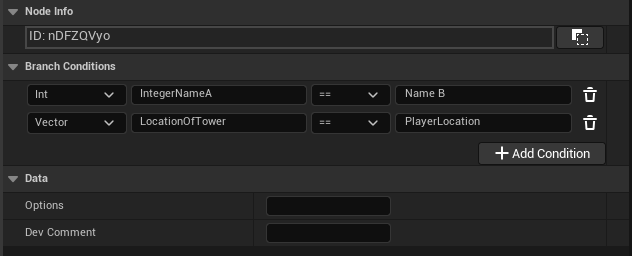 Node Info
ID: nDFZQVyo
Branch Conditions
Int IntegerNameA == Name B
Vector LocationOfTower == PlayerLocation
+ Add Condition
Data
Options
Dev Comment